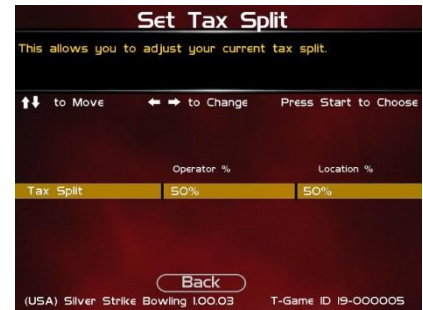 Set Tax Split
This allows you to adjust your current tax split.
to Move to Change Press Start to Choose
Operator % Location %
Tax Split 50% 50%
Back
(USA) Silver Strike Bowling 1.00.03 T-Game ID 19-000005